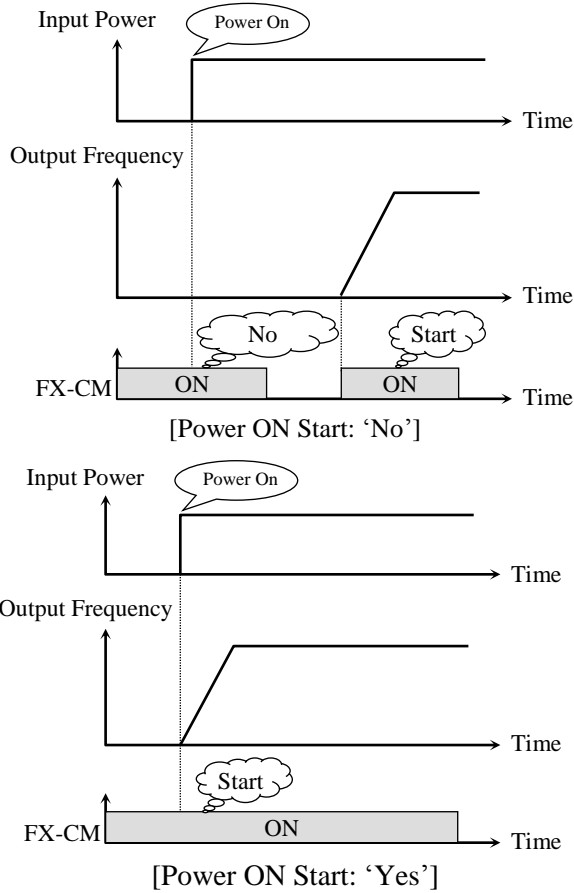 Input Power
Power On
Time
Output Frequency
Time
No
Start
FX-CM
ON
ON
Time
[Power ON Start: ‘No’]
Input Power
Power On
Time
Output Frequency
Time
Start
FX-CM
ON
Time
[Power ON Start: ‘Yes’]